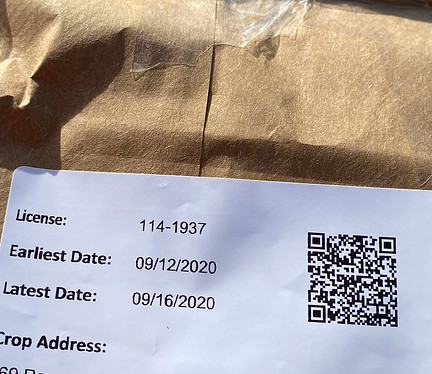 License: 114-1937
Earliest Date: 09/12/2020
Latest Date: 09/16/2020
Crop Address: